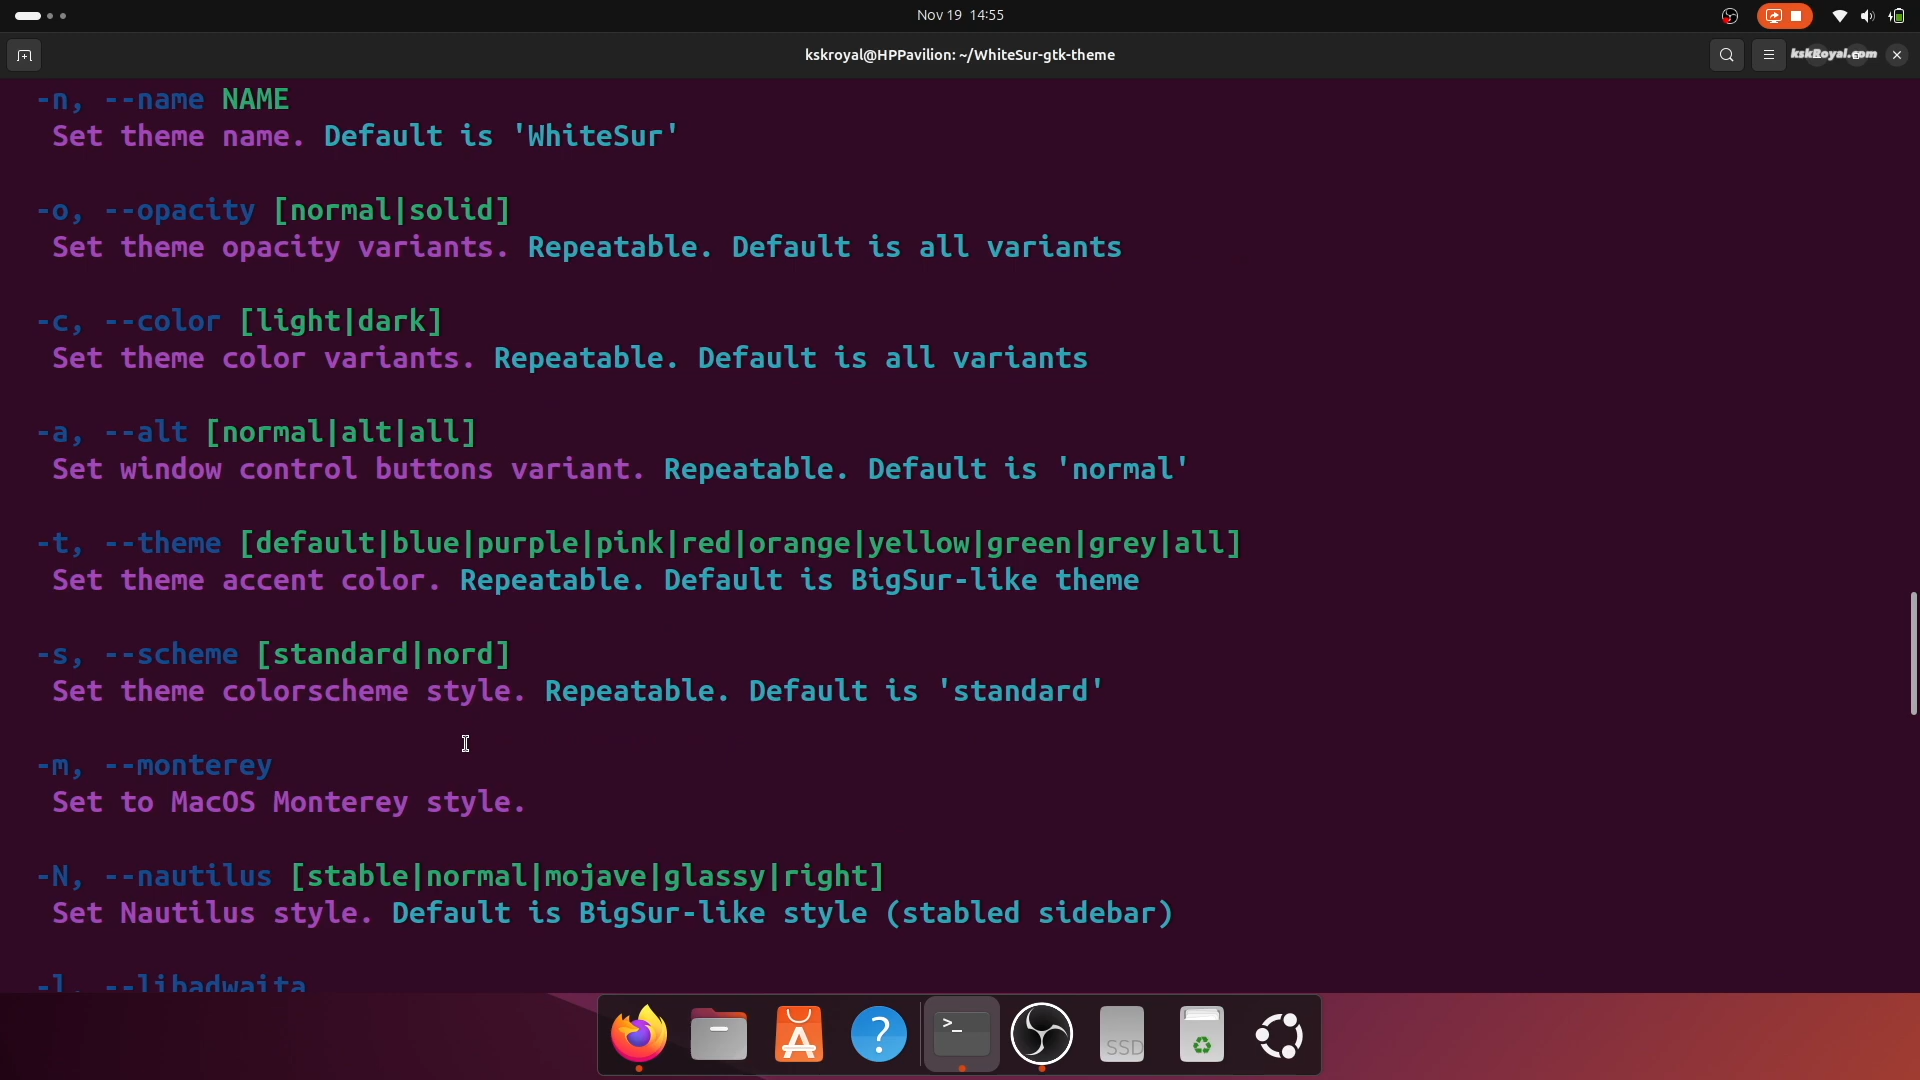 Nov 19 14:55
kskroyal@HPPavilion: ~/WhiteSur-gtk-theme
kskRoyal.com
-n, --name NAME
Set theme name. Default is 'WhiteSur'
-o, --opacity [normal|solid]
Set theme opacity variants. Repeatable. Default is all variants
-c, --color [light|dark]
Set theme color variants. Repeatable. Default is all variants
-a, --alt [normal|alt|all]
Set window control buttons variant. Repeatable. Default is 'normal'
-t, --theme [default|blue|purple|pink|red|orange|yellow|green|grey|all]
Set theme accent color. Repeatable. Default is BigSur-like theme
-s, --scheme [standard|nord]
Set theme colorscheme style. Repeatable. Default is 'standard'
-m, --monterey
Set to MacOS Monterey style.
-N, --nautilus [stable|normal|mojave|glassy|right]
Set Nautilus style. Default is BigSur-like style (stabled sidebar)
-l, --libadwaita
SSD